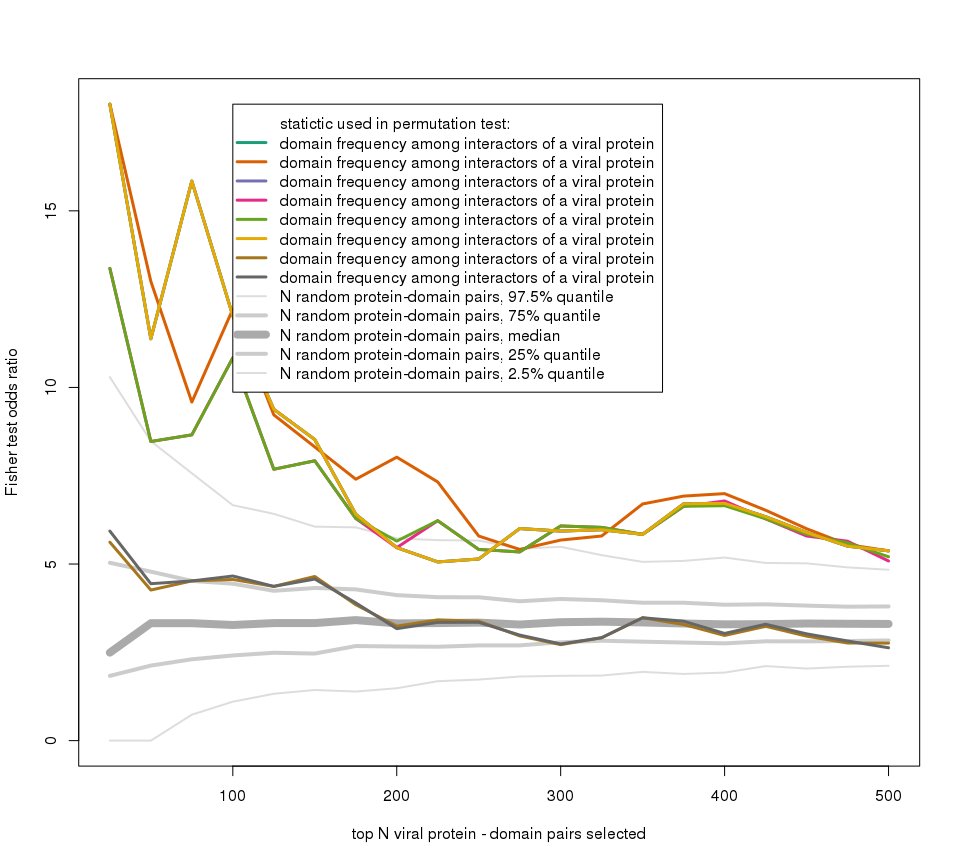 statictic used in permutation test:
domain frequency among interactors of a viral protein
domain frequency among interactors of a viral protein
domain frequency among interactors of a viral protein
domain frequency among interactors of a viral protein
domain frequency among interactors of a viral protein
domain frequency among interactors of a viral protein
domain frequency among interactors of a viral protein
domain frequency among interactors of a viral protein
N random protein-domain pairs, 97.5% quantile
N random protein-domain pairs, 75% quantile
N random protein-domain pairs, median
N random protein-domain pairs, 25% quantile
N random protein-domain pairs, 2.5% quantile
Fisher test odds ratio
15
10
5
0
100 200 300 400 500
top N viral protein - domain pairs selected